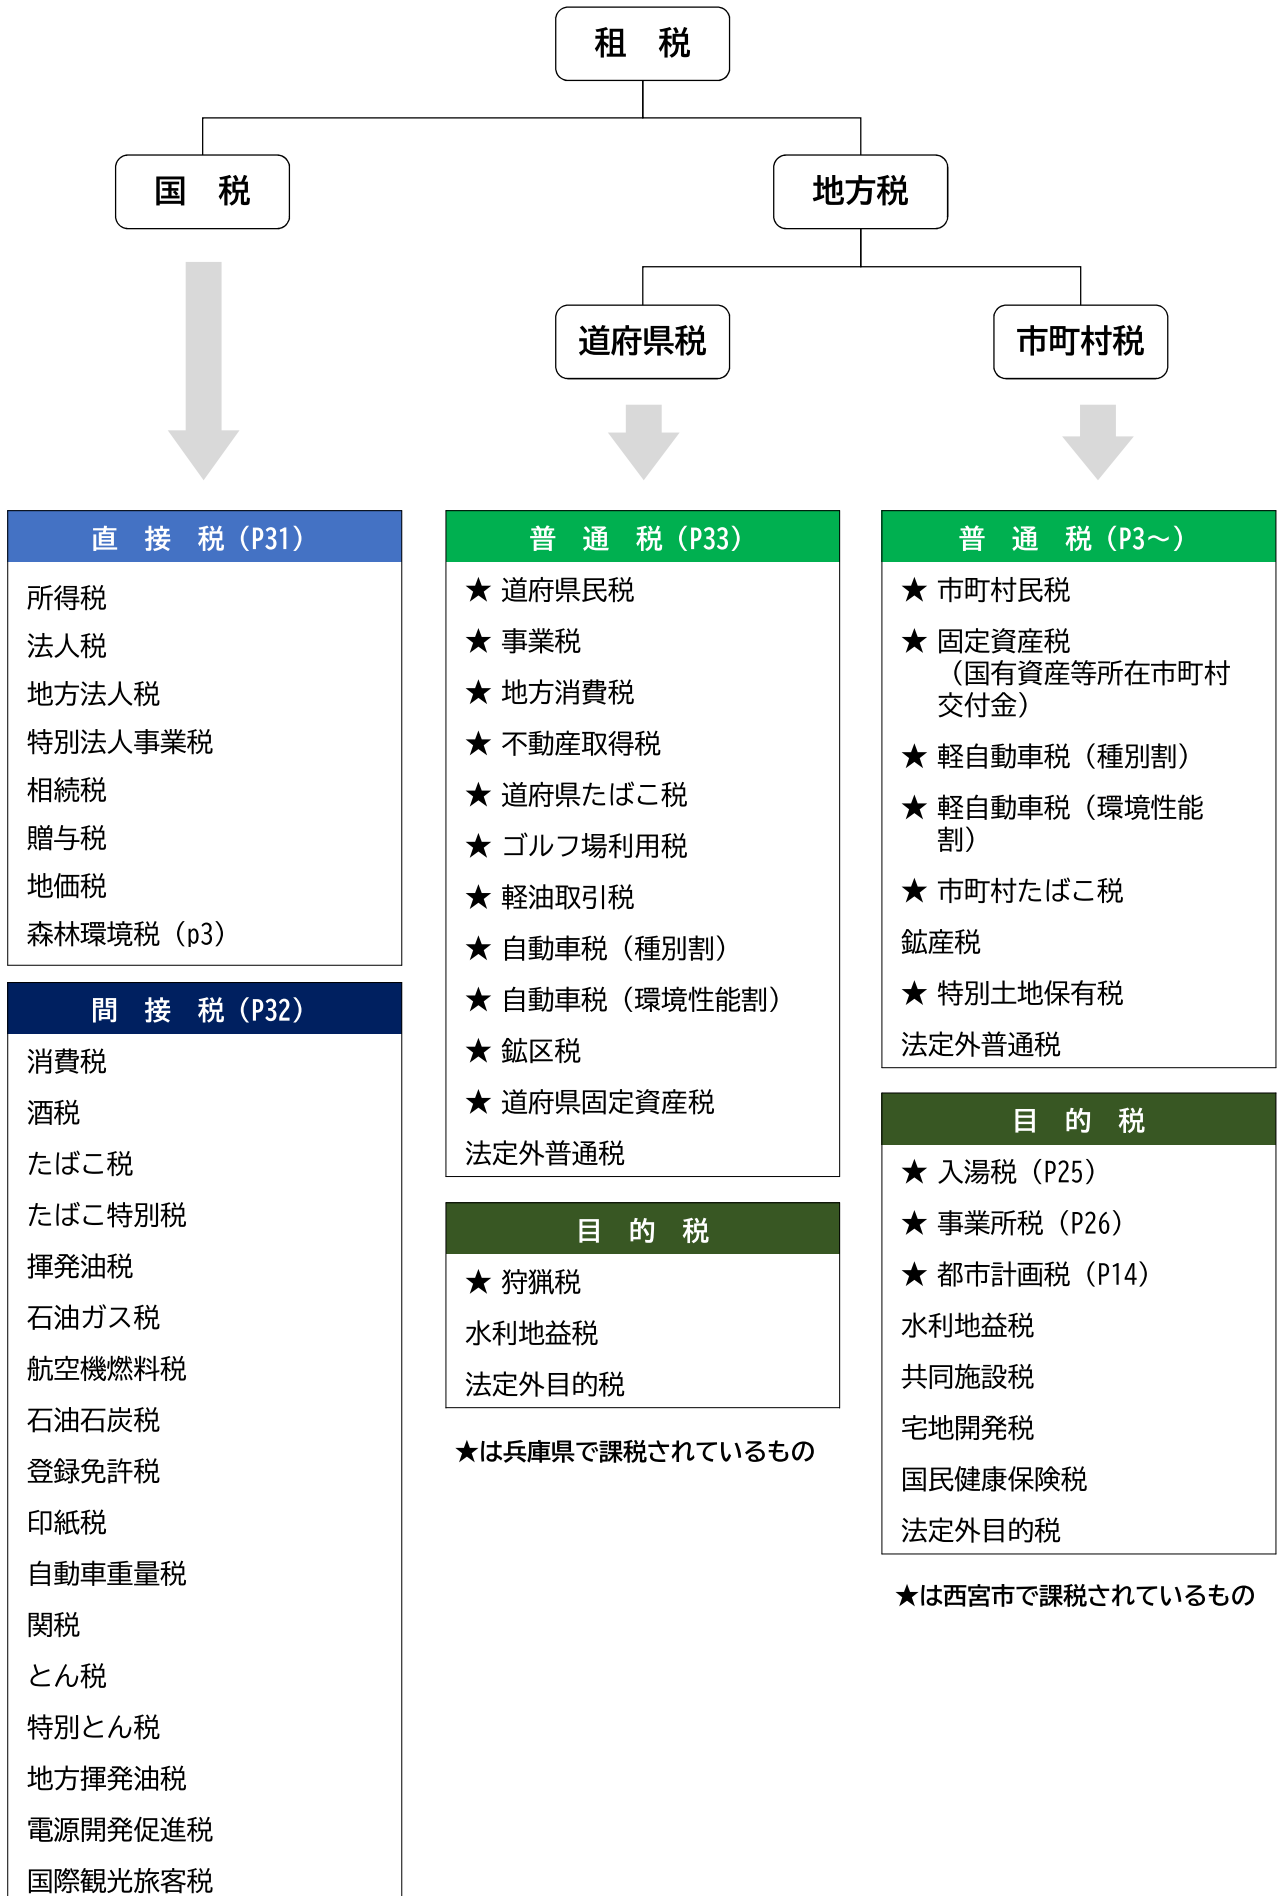 租　税
国　税
地方税
道府県税
市町村税
直　接　税（P31）
所得税
法人税
地方法人税
特別法人事業税
相続税
贈与税
地価税
森林環境税（p3）
間　接　税（P32）
消費税
酒税
たばこ税
たばこ特別税
揮発油税
石油ガス税
航空機燃料税
石油石炭税
登録免許税
印紙税
自動車重量税
関税
とん税
特別とん税
地方揮発油税
電源開発促進税
国際観光旅客税
普　通　税（P33）
★ 道府県民税
★ 事業税
★ 地方消費税
★ 不動産取得税
★ 道府県たばこ税
★ ゴルフ場利用税
★ 軽油取引税
★ 自動車税（種別割）
★ 自動車税（環境性能割）
★ 鉱区税
★ 道府県固定資産税
法定外普通税
目　的　税
★ 狩猟税
水利地益税
法定外目的税
★は兵庫県で課税されているもの
普　通　税（P3～）
★ 市町村民税
★ 固定資産税
（国有資産等所在市町村
交付金）
★ 軽自動車税（種別割）
★ 軽自動車税（環境性能
割）
★ 市町村たばこ税
鉱産税
★ 特別土地保有税
法定外普通税
目　的　税
★ 入湯税（P25）
★ 事業所税（P26）
★ 都市計画税（P14）
水利地益税
共同施設税
宅地開発税
国民健康保険税
法定外目的税
★は西宮市で課税されているもの